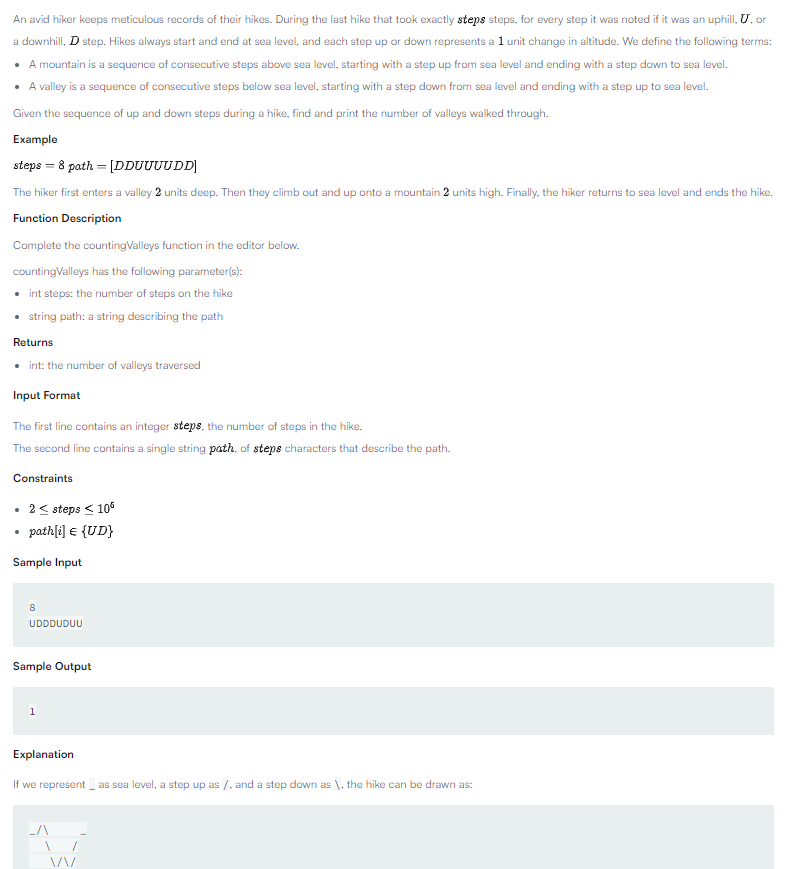 An avid hiker keeps meticulous records of their hikes. During the last hike that took exactly steps steps, for every step it was noted if it was an uphill, U, or
a downhill, D step. Hikes always start and end at sea level, and each step up or down represents a 1 unit change in altitude. We define the following terms:
• A mountain is a sequence of consecutive steps above sea level, starting with a step up from sea level and ending with a step down to sea level.
• A valley is a sequence of consecutive steps below sea level, starting with a step down from sea level and ending with a step up to sea level.
Given the sequence of up and down steps during a hike, find and print the number of valleys walked through.
Example
steps = 8 path = [DDUUUUDD]
The hiker first enters a valley 2 units deep. Then they climb out and up onto a mountain 2 units high. Finally, the hiker returns to sea level and ends the hike.
Function Description
Complete the countingValleys function in the editor below.
countingValleys has the following parameter(s):
• int steps: the number of steps on the hike
• string path: a string describing the path
Returns
• int: the number of valleys traversed
Input Format
The first line contains an integer steps, the number of steps in the hike.
The second line contains a single string path, of steps characters that describe the path.
Constraints
• 2 ≤ steps ≤ 10⁶
• path[i] ∈ {UD}
Sample Input
8
UDDDUDUU
Sample Output
1
Explanation
If we represent _ as sea level, a step up as /, and a step down as \, the hike can be drawn as:
_/\      _
   \    /
    \/\/